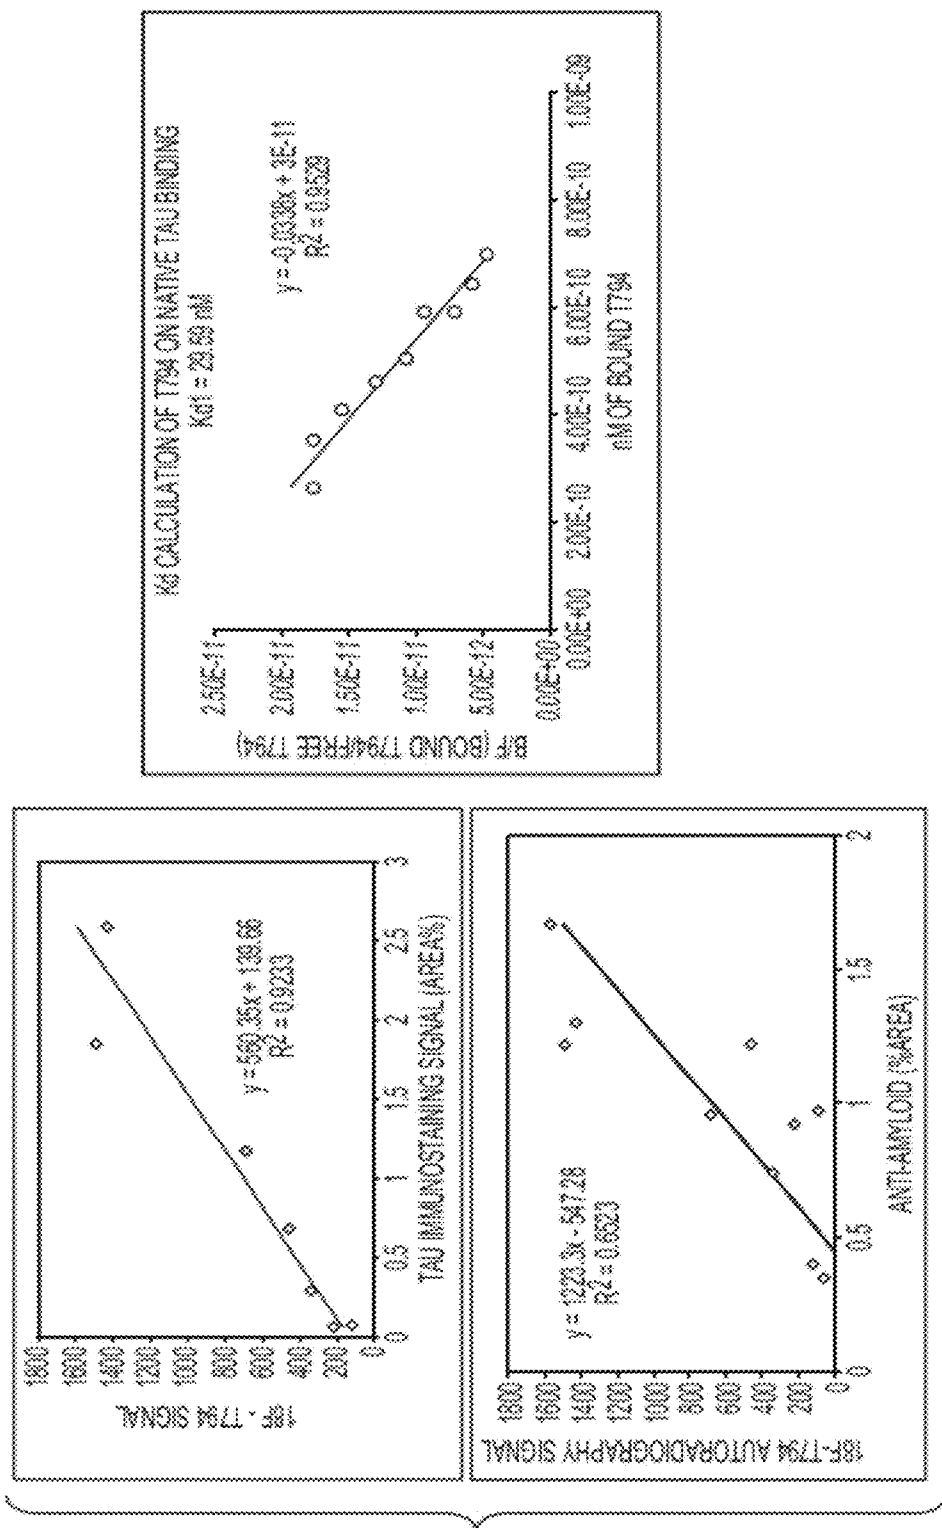 1800
1600
1400
1200
1000
800
600
400
200
0
18F - T794 SIGNAL
y = 560.35x + 139.66
R² = 0.9233
0 0.5 1 1.5 2 2.5 3
TAU IMMUNOSTAINING SIGNAL (AREA%)
1800
1600
1400
1200
1000
800
600
400
200
0
18F-T794 AUTORADIOGRAPHY SIGNAL
y = 1223.3x - 547.28
R² = 0.6523
0 0.5 1 1.5 2
ANTI-AMYLOID (%AREA)
Kd CALCULATION OF T794 ON NATIVE TAU BINDING
Kd1 = 29.59 nM
2.50E-11
2.00E-11
1.50E-11
1.00E-11
5.00E-12
0.00E+00
B/F (BOUND T794/FREE T794)
y = -0.0338x + 3E-11
R² = 0.9529
0.00E+00 2.00E-10 4.00E-10 6.00E-10 8.00E-10 1.00E-09
nM OF BOUND T794